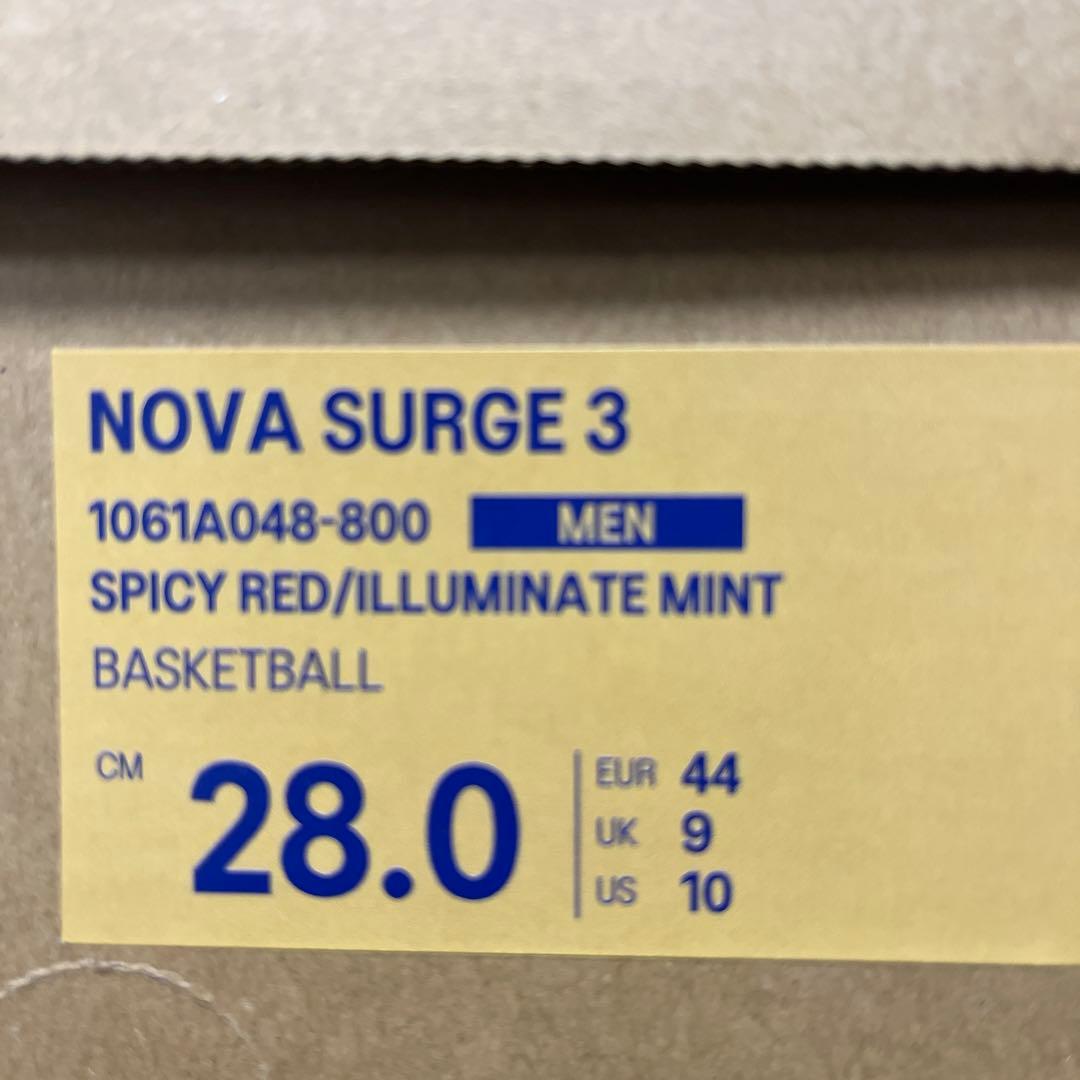 NOVA SURGE 3
1061A048-800 MEN
SPICY RED/ILLUMINATE MINT
BASKETBALL
CM 28.0
EUR 44
UK 9
US 10